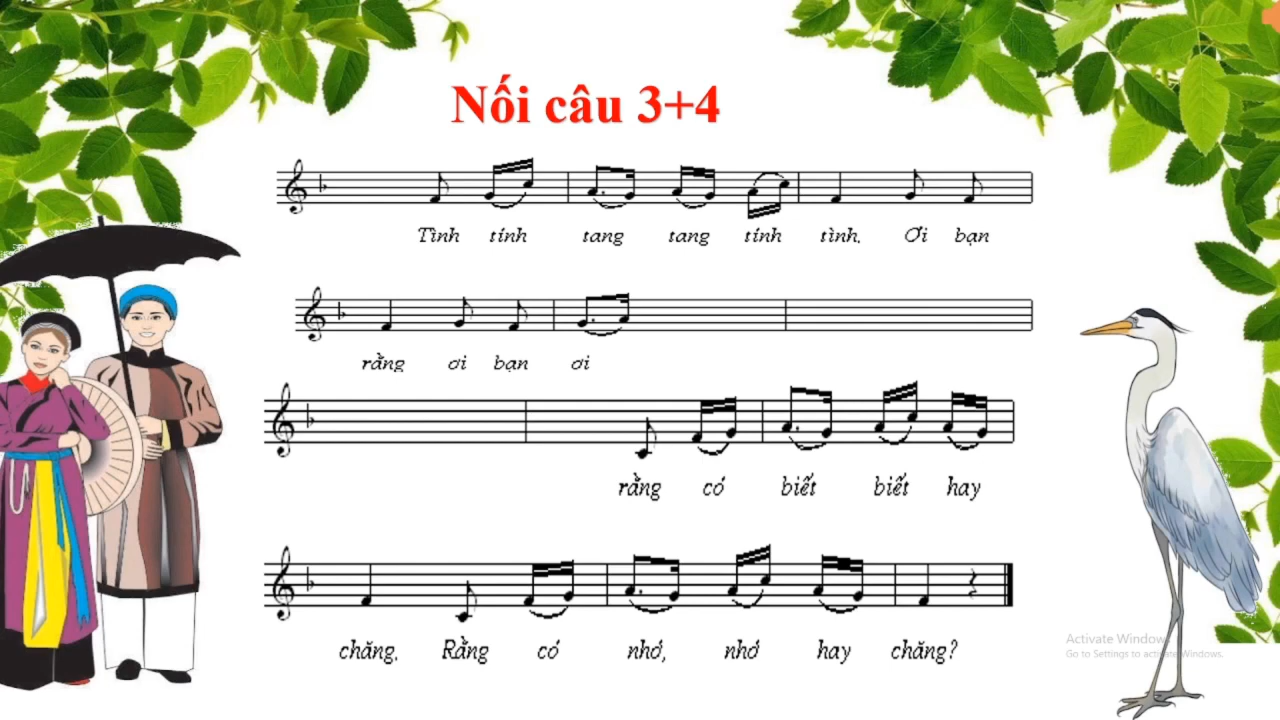 Nối câu 3+4
Tình tính tang tang tính tình. Ơi bạn
rằng ơi bạn ơi
rằng có biết biết hay
chăng. Rằng có nhớ, nhớ hay chăng?
Activate Windows
Go to Settings to activate Windows.